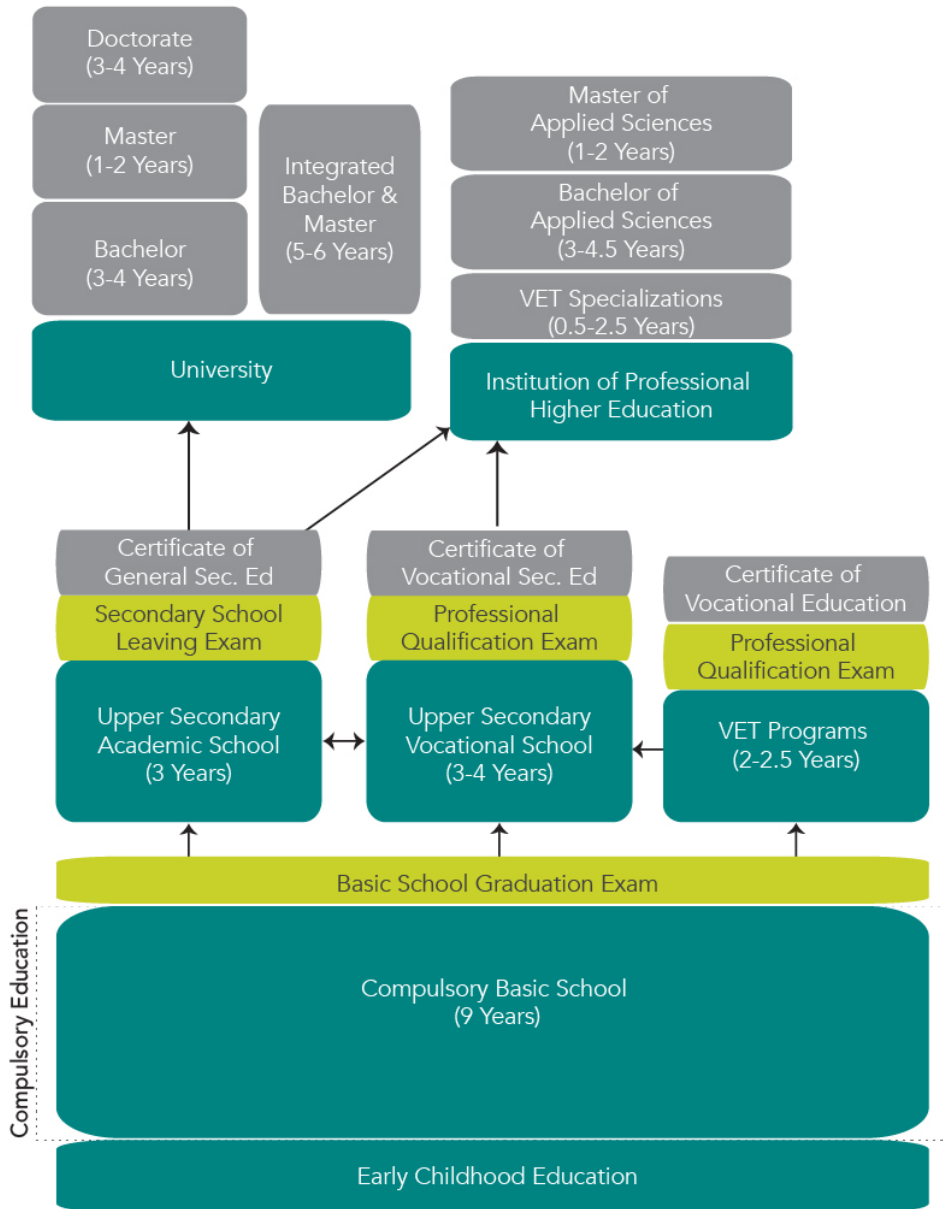 Doctorate
(3-4 Years)
Master
(1-2 Years)
Bachelor
(3-4 Years)
Integrated
Bachelor &
Master
(5-6 Years)
University
Master of
Applied Sciences
(1-2 Years)
Bachelor of
Applied Sciences
(3-4.5 Years)
VET Specializations
(0.5-2.5 Years)
Institution of Professional
Higher Education
Certificate of
General Sec. Ed
Secondary School
Leaving Exam
Upper Secondary
Academic School
(3 Years)
Certificate of
Vocational Sec. Ed
Professional
Qualification Exam
Upper Secondary
Vocational School
(3-4 Years)
Certificate of
Vocational Education
Professional
Qualification Exam
VET Programs
(2-2.5 Years)
Basic School Graduation Exam
Compulsory Education
Compulsory Basic School
(9 Years)
Early Childhood Education